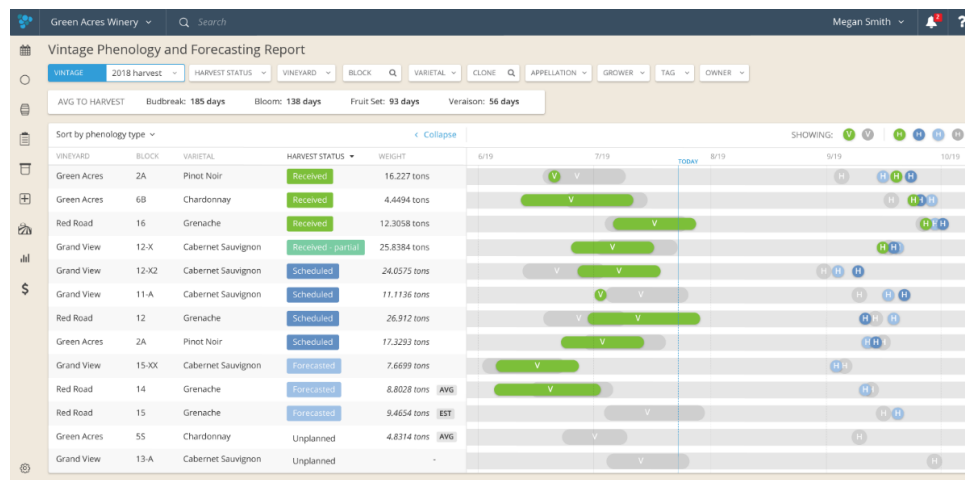 Green Acres Winery Search Megan Smith 2 ?
Vintage Phenology and Forecasting Report
VINTAGE 2018 harvest HARVEST STATUS VINEYARD BLOCK VARIETAL CLONE APPELLATION GROWER TAG OWNER
AVG TO HARVEST Budbreak: 185 days Bloom: 138 days Fruit Set: 93 days Veraison: 56 days
Sort by phenology type < Collapse SHOWING: V V H H H H
VINEYARD BLOCK VARIETAL HARVEST STATUS WEIGHT 6/19 7/19 TODAY 8/19 9/19 10/19
Green Acres 2A Pinot Noir Received 16.227 tons V V H H H H
Green Acres 6B Chardonnay Received 4.4494 tons V H H H H
Red Road 16 Grenache Received 12.3058 tons V H H H
Grand View 12-X Cabernet Sauvignon Received - partial 25.8384 tons V H H
Grand View 12-X2 Cabernet Sauvignon Scheduled 24.0575 tons V V H H H
Grand View 11-A Cabernet Sauvignon Scheduled 11.1136 tons V V H H H
Red Road 12 Grenache Scheduled 26.912 tons V V H H H
Green Acres 2A Pinot Noir Scheduled 17.3293 tons V H H
Grand View 15-XX Cabernet Sauvignon Forecasted 7.6699 tons V H H
Red Road 14 Grenache Forecasted 8.8028 tons AVG V H
Red Road 15 Grenache Forecasted 9.4654 tons EST V H H
Green Acres 5S Chardonnay Unplanned 4.8314 tons AVG V H
Grand View 13-A Cabernet Sauvignon Unplanned - V H
$